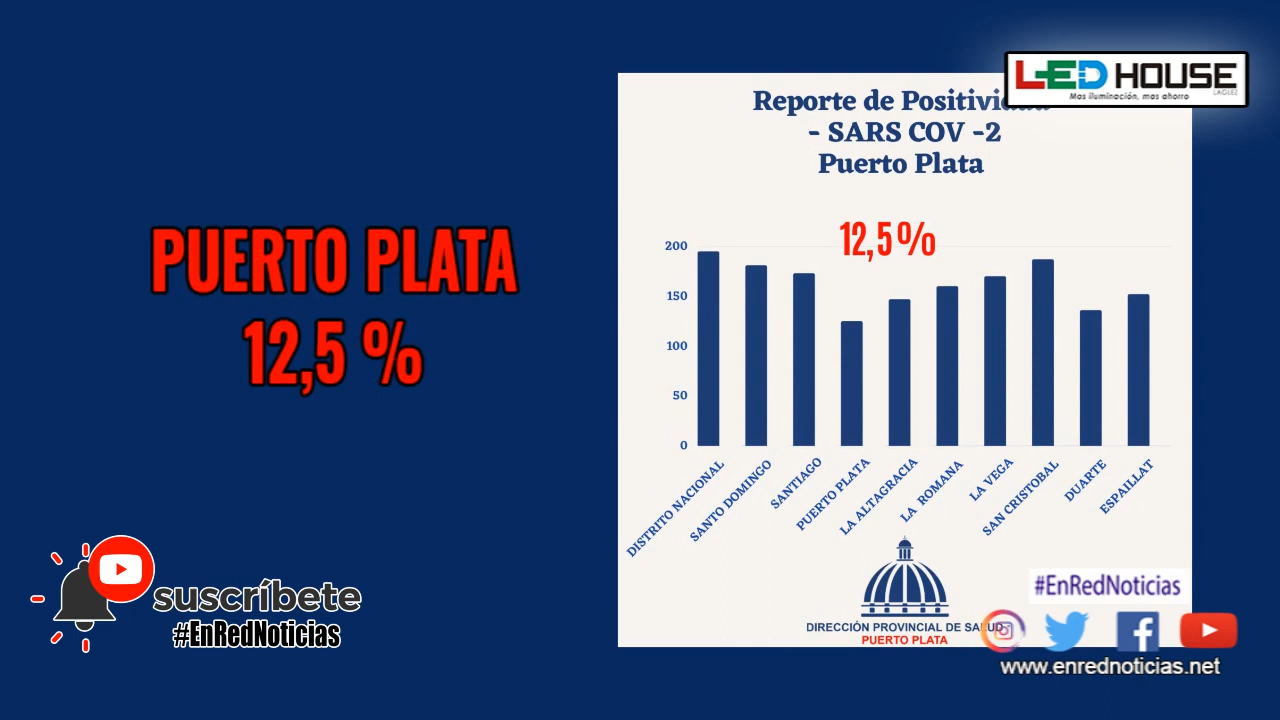 PUERTO PLATA
12,5 %
LED HOUSE
LAGLEZ
Mas iluminación, mas ahorro
Reporte de
- SARS COV -2
Puerto Plata
12,5%
200
150
100
50
0
DISTRITO NACIONAL
SANTO DOMINGO
SANTIAGO
PUERTO PLATA
LA ALTAGRACIA
LA ROMANA
LA VEGA
SAN CRISTOBAL
DUARTE
ESPAILLAT
DIRECCIÓN PROVINCIAL DE SALUD
PUERTO PLATA
suscríbete
#EnRedNoticias
#EnRedNoticias
www.enrednoticias.net